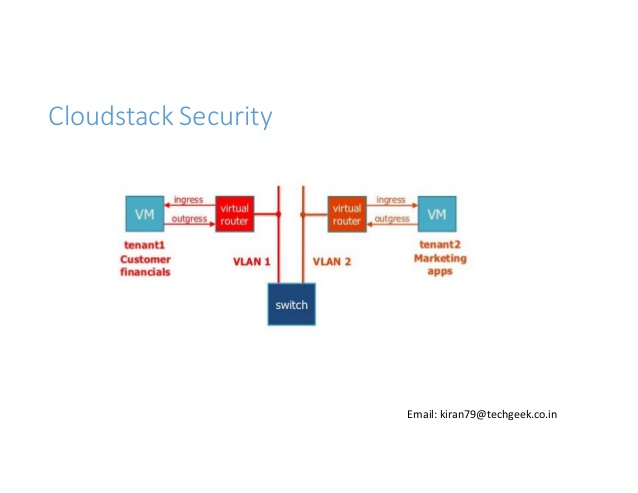 Cloudstack Security
ingress
VM
outgress
virtual
router
virtual
router
ingress
outgress
VM
tenant1
Customer
financials
VLAN 1
VLAN 2
tenant2
Marketing
apps
switch
Email: kiran79@techgeek.co.in